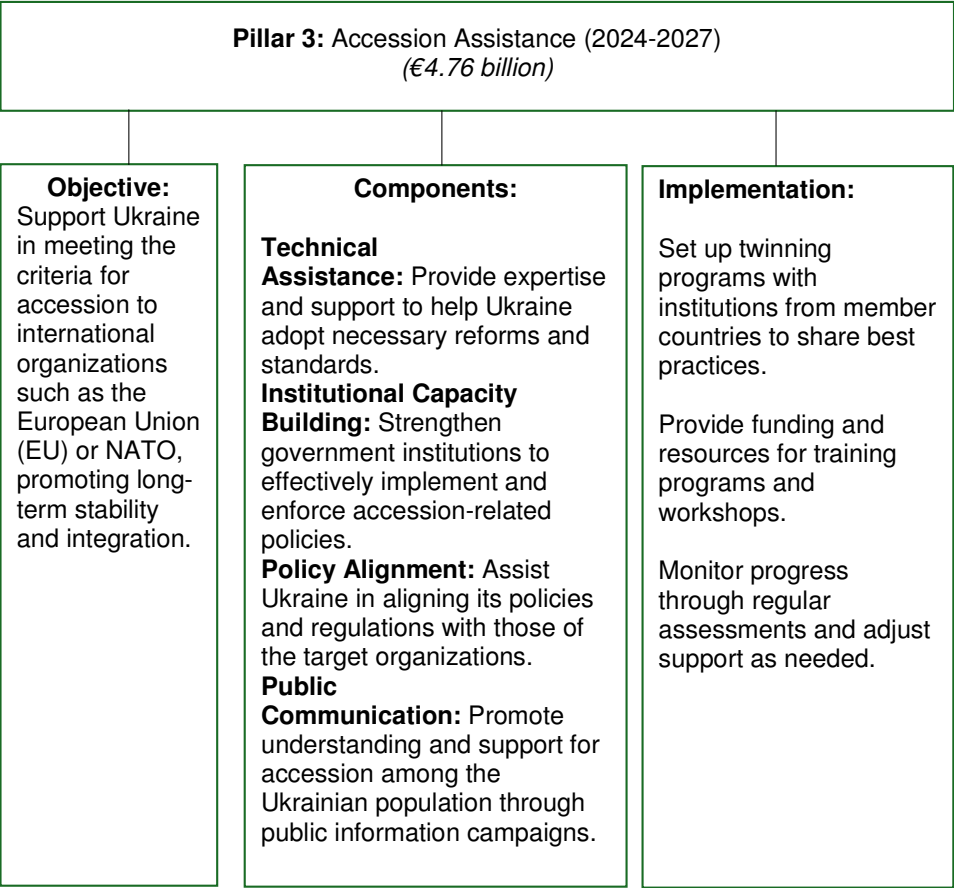 Pillar 3: Accession Assistance (2024-2027)
(€4.76 billion)
Objective:
Support Ukraine
in meeting the
criteria for
accession to
international
organizations
such as the
European Union
(EU) or NATO,
promoting long-
term stability
and integration.
Components:
Technical
Assistance: Provide expertise
and support to help Ukraine
adopt necessary reforms and
standards.
Institutional Capacity
Building: Strengthen
government institutions to
effectively implement and
enforce accession-related
policies.
Policy Alignment: Assist
Ukraine in aligning its policies
and regulations with those of
the target organizations.
Public
Communication: Promote
understanding and support for
accession among the
Ukrainian population through
public information campaigns.
Implementation:
Set up twinning
programs with
institutions from member
countries to share best
practices.
Provide funding and
resources for training
programs and
workshops.
Monitor progress
through regular
assessments and adjust
support as needed.